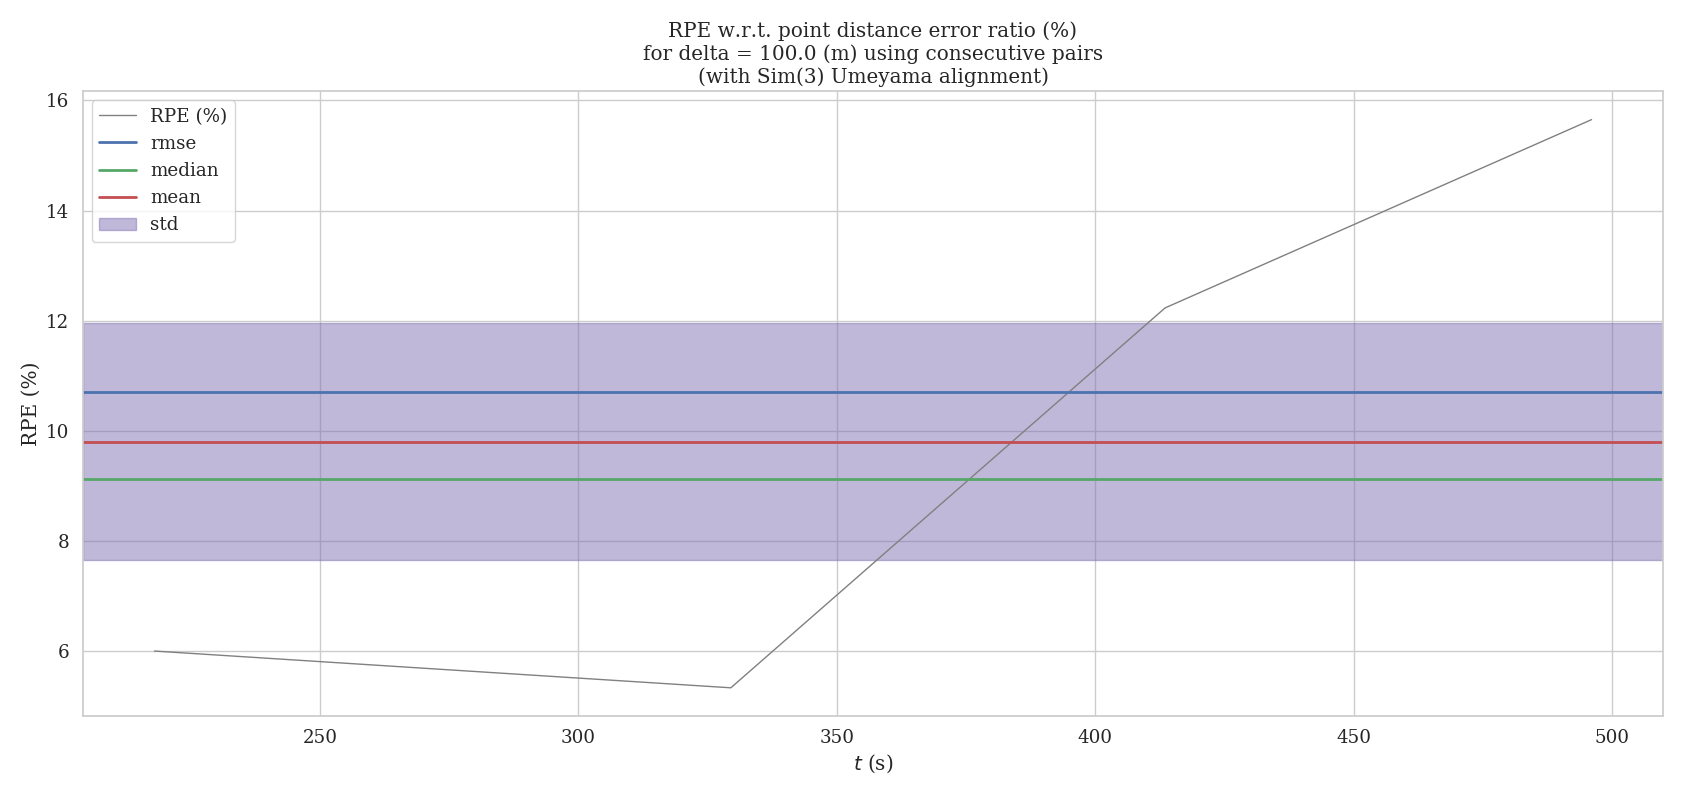 RPE w.r.t. point distance error ratio (%)
for delta = 100.0 (m) using consecutive pairs
(with Sim(3) Umeyama alignment)
RPE (%)
rmse
median
mean
std
RPE (%)
16
14
12
10
8
6
250
300
350
400
450
500
t (s)